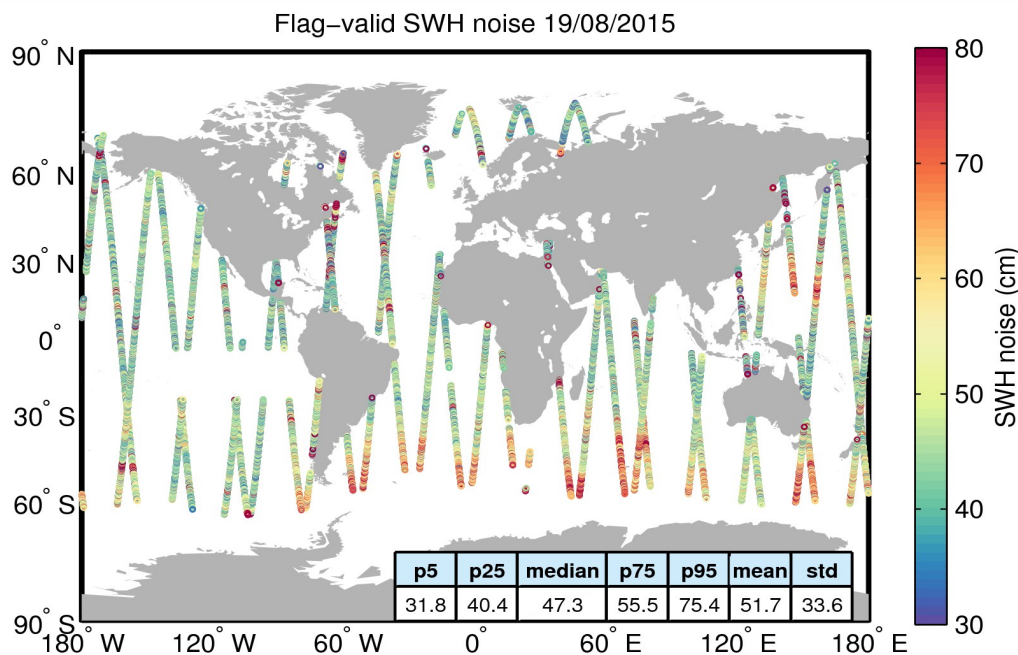 Flag−valid SWH noise 19/08/2015
90° N
60° N
30° N
0°
30° S
60° S
90° S
180° W
120° W
60° W
0°
60° E
120° E
180° E
80
70
60
50
40
30
SWH noise (cm)
p5 p25 median p75 p95 mean std
31.8 40.4 47.3 55.5 75.4 51.7 33.6